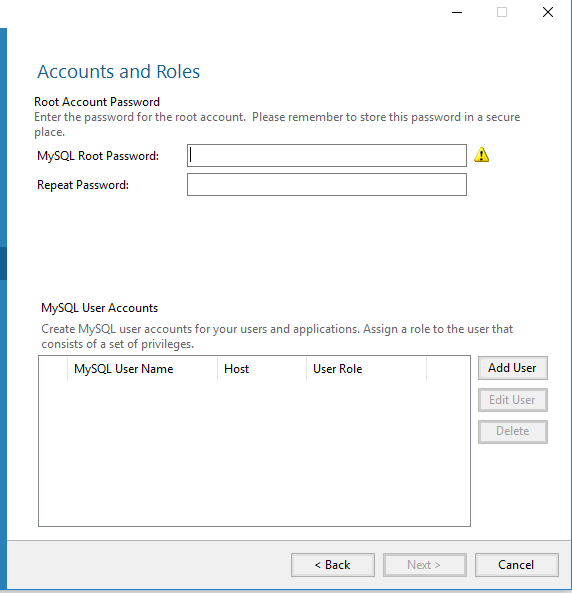 Accounts and Roles
Root Account Password
Enter the password for the root account.  Please remember to store this password in a secure
place.
MySQL Root Password:
Repeat Password:
MySQL User Accounts
Create MySQL user accounts for your users and applications. Assign a role to the user that
consists of a set of privileges.
MySQL User Name Host User Role
Add User
Edit User
Delete
< Back Next > Cancel